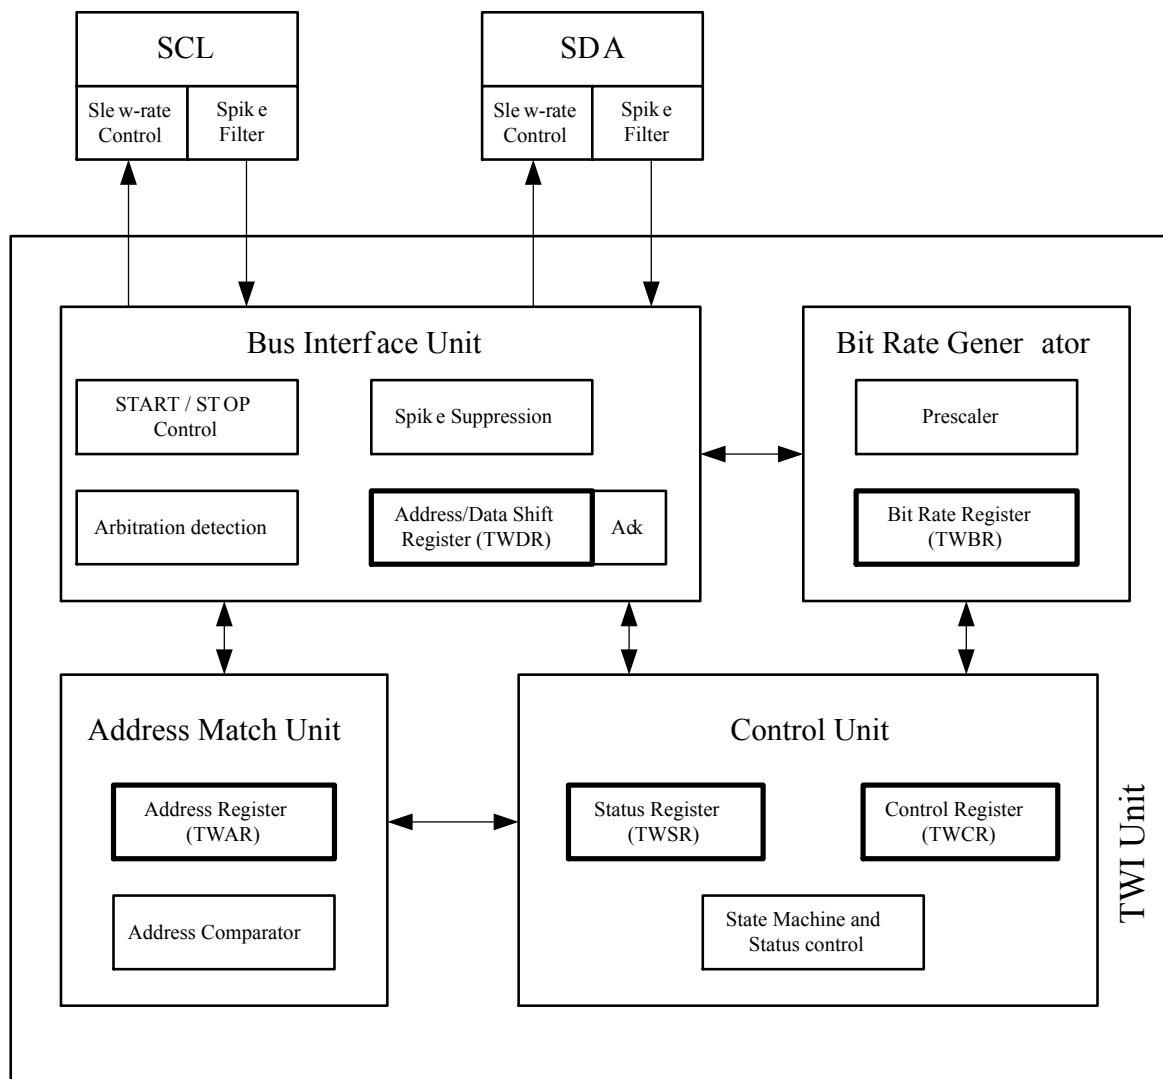 SCL
SDA
Slew-rate
Control
Spike
Filter
Slew-rate
Control
Spike
Filter
Bus Interface Unit
START / STOP
Control
Spike Suppression
Arbitration detection
Address/Data Shift
Register (TWDR)
Ack
Bit Rate Generator
Prescaler
Bit Rate Register
(TWBR)
Address Match Unit
Address Register
(TWAR)
Address Comparator
Control Unit
Status Register
(TWSR)
Control Register
(TWCR)
State Machine and
Status control
TWI Unit